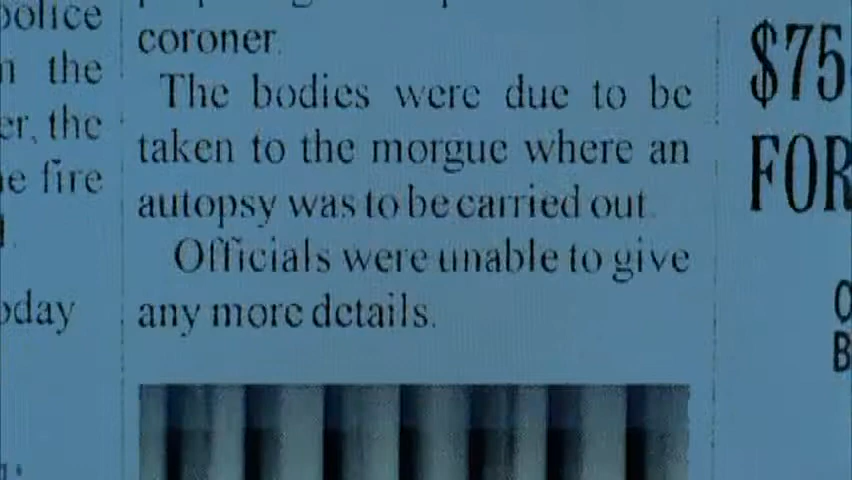 police
n the
er, the
e fire
oday
coroner.
The bodies were due to be
taken to the morgue where an
autopsy was to be carried out.
Officials were unable to give
any more details.
$75
FOR
O
B